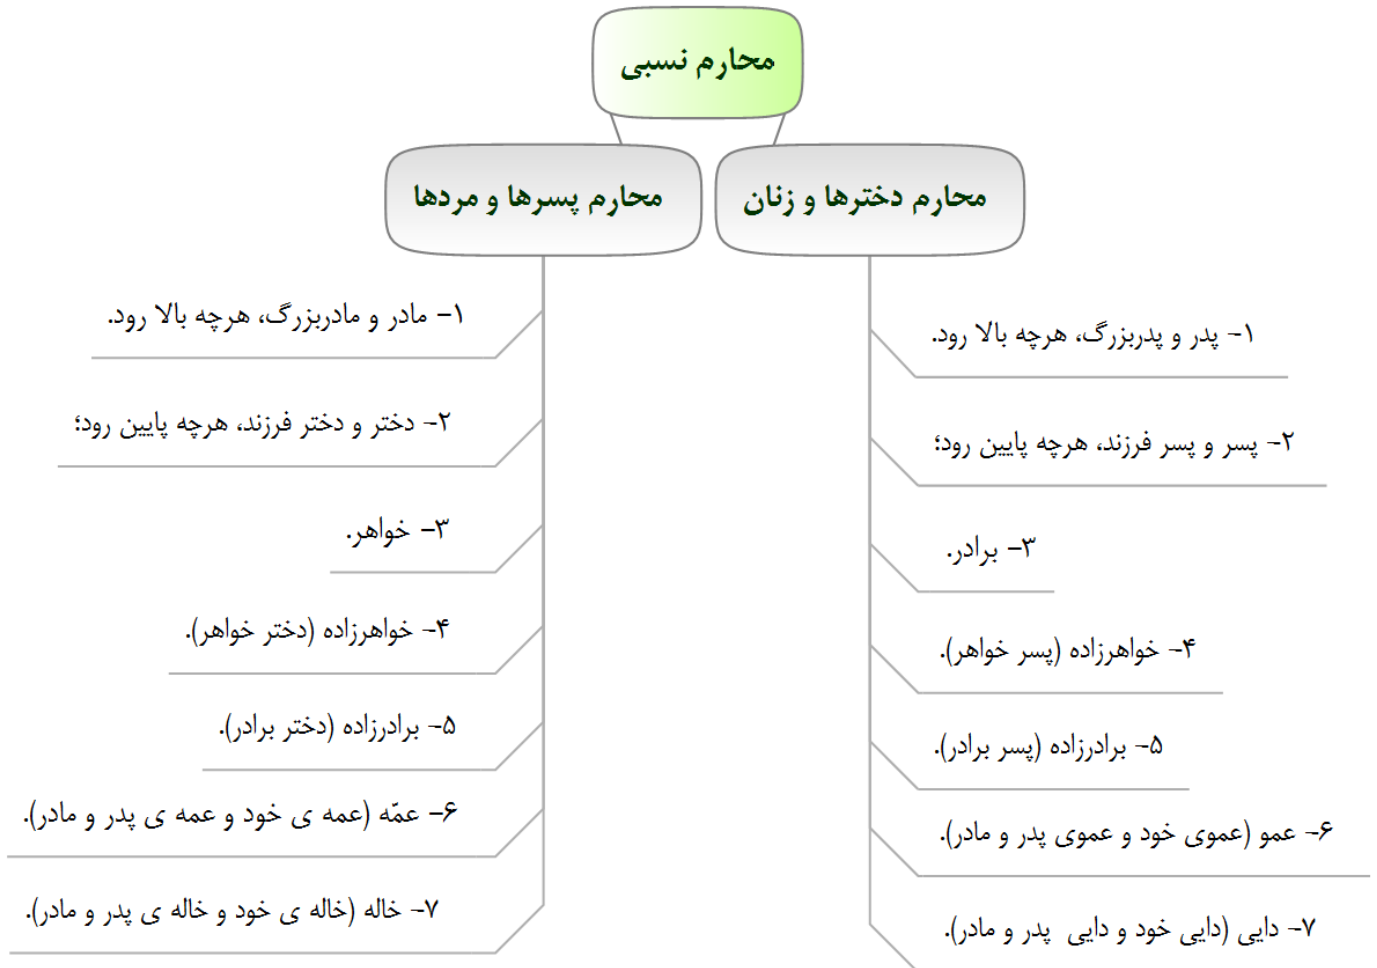 محارم نسبی
محارم دخترها و زنان
۱- پدر و پدربزرگ، هرچه بالا رود.
۲- پسر و پسر فرزند، هرچه پایین رود؛
۳- برادر.
۴- خواهرزاده (پسر خواهر).
۵- برادرزاده (پسر برادر).
۶- عمو (عموی خود و عموی پدر و مادر).
۷- دایی (دایی خود و دایی پدر و مادر).
محارم پسرها و مردها
۱- مادر و مادربزرگ، هرچه بالا رود.
۲- دختر و دختر فرزند، هرچه پایین رود؛
۳- خواهر.
۴- خواهرزاده (دختر خواهر).
۵- برادرزاده (دختر برادر).
۶- عمّه (عمه ی خود و عمه ی پدر و مادر).
۷- خاله (خاله ی خود و خاله ی پدر و مادر).